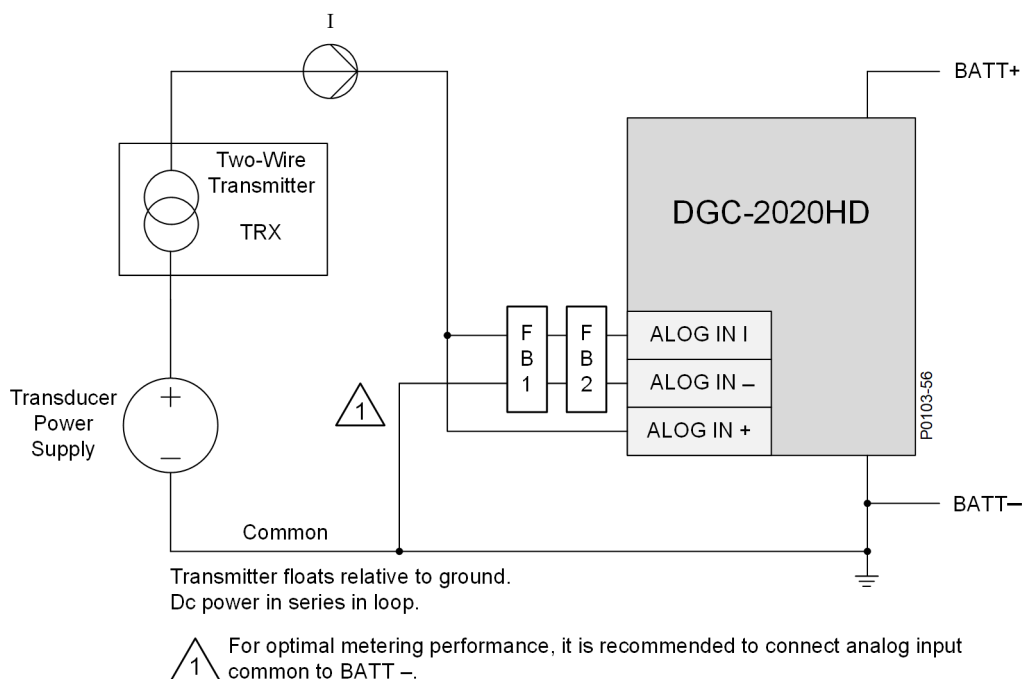 I
BATT+
Two-Wire
Transmitter
TRX
DGC-2020HD
F
B
1
F
B
2
ALOG IN I
ALOG IN –
ALOG IN +
P0103-56
Transducer
Power
Supply
+
–
1
BATT–
Common
Transmitter floats relative to ground.
Dc power in series in loop.
1
For optimal metering performance, it is recommended to connect analog input
common to BATT –.